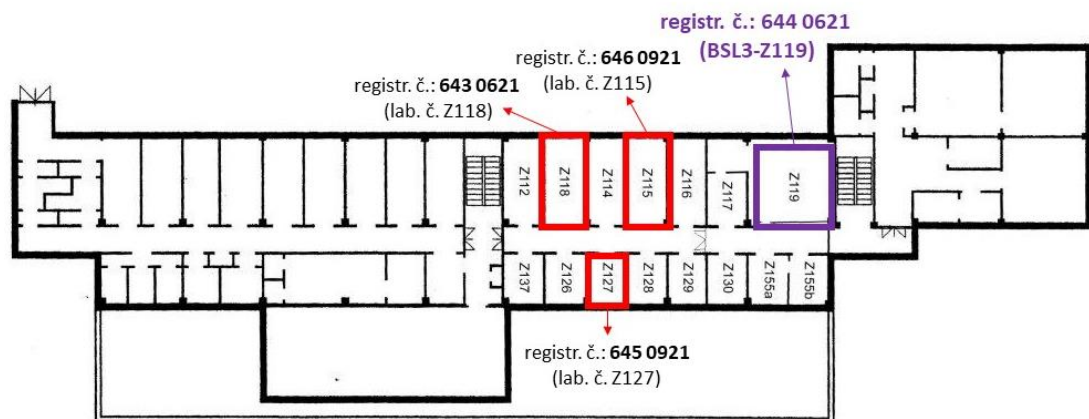 registr. č.: 644 0621
(BSL3-Z119)
registr. č.: 646 0921
(lab. č. Z115)
registr. č.: 643 0621
(lab. č. Z118)
Z112
Z118
Z114
Z115
Z116
Z117
Z119
Z137
Z126
Z127
Z128
Z129
Z130
Z155a
Z155b
registr. č.: 645 0921
(lab. č. Z127)